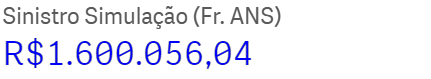 Sinistro Simulação (Fr. ANS)
R$1.600.056,04